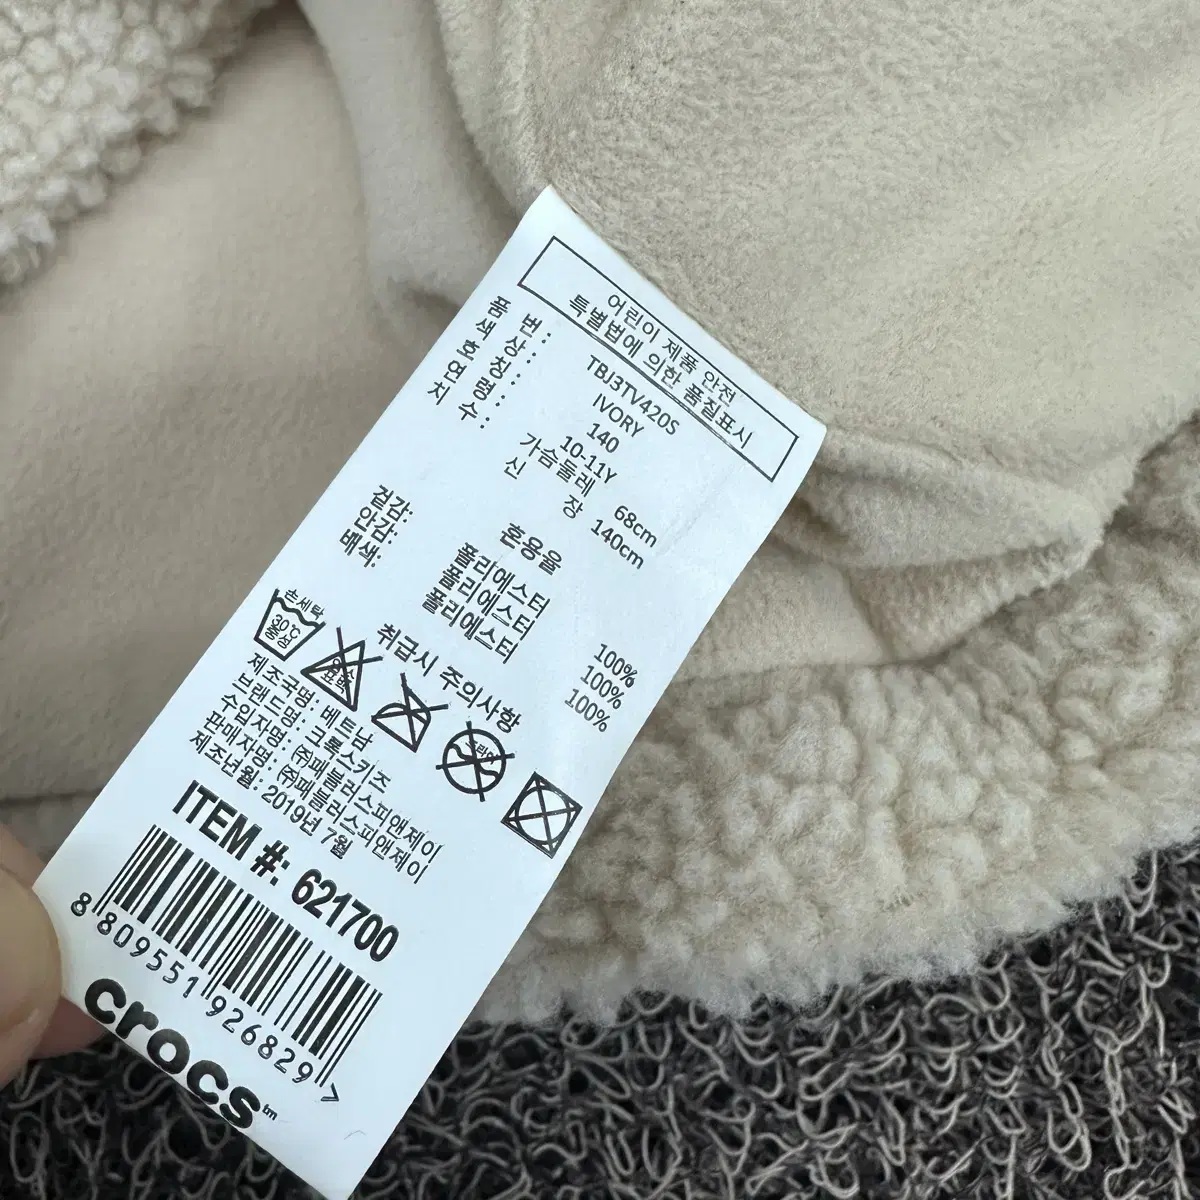 어린이 제품 안전
특별법에 의한 품질표시
품 번: TBJ3TV420S
색 상: IVORY
호 칭: 140
연 령: 10-11Y
치 수: 가슴둘레 68cm
신 장 140cm
혼용율
겉감: 폴리에스터 100%
안감: 폴리에스터 100%
배색: 폴리에스터 100%
취급시 주의사항
손세탁
30℃
중성
제조국명: 베트남
브랜드명: 크록스키즈
수입자명: ㈜패블러스피앤제이
판매자명: ㈜패블러스피앤제이
제조년월: 2019년 7월
ITEM #: 621700
8 809551 926829 >
crocs™